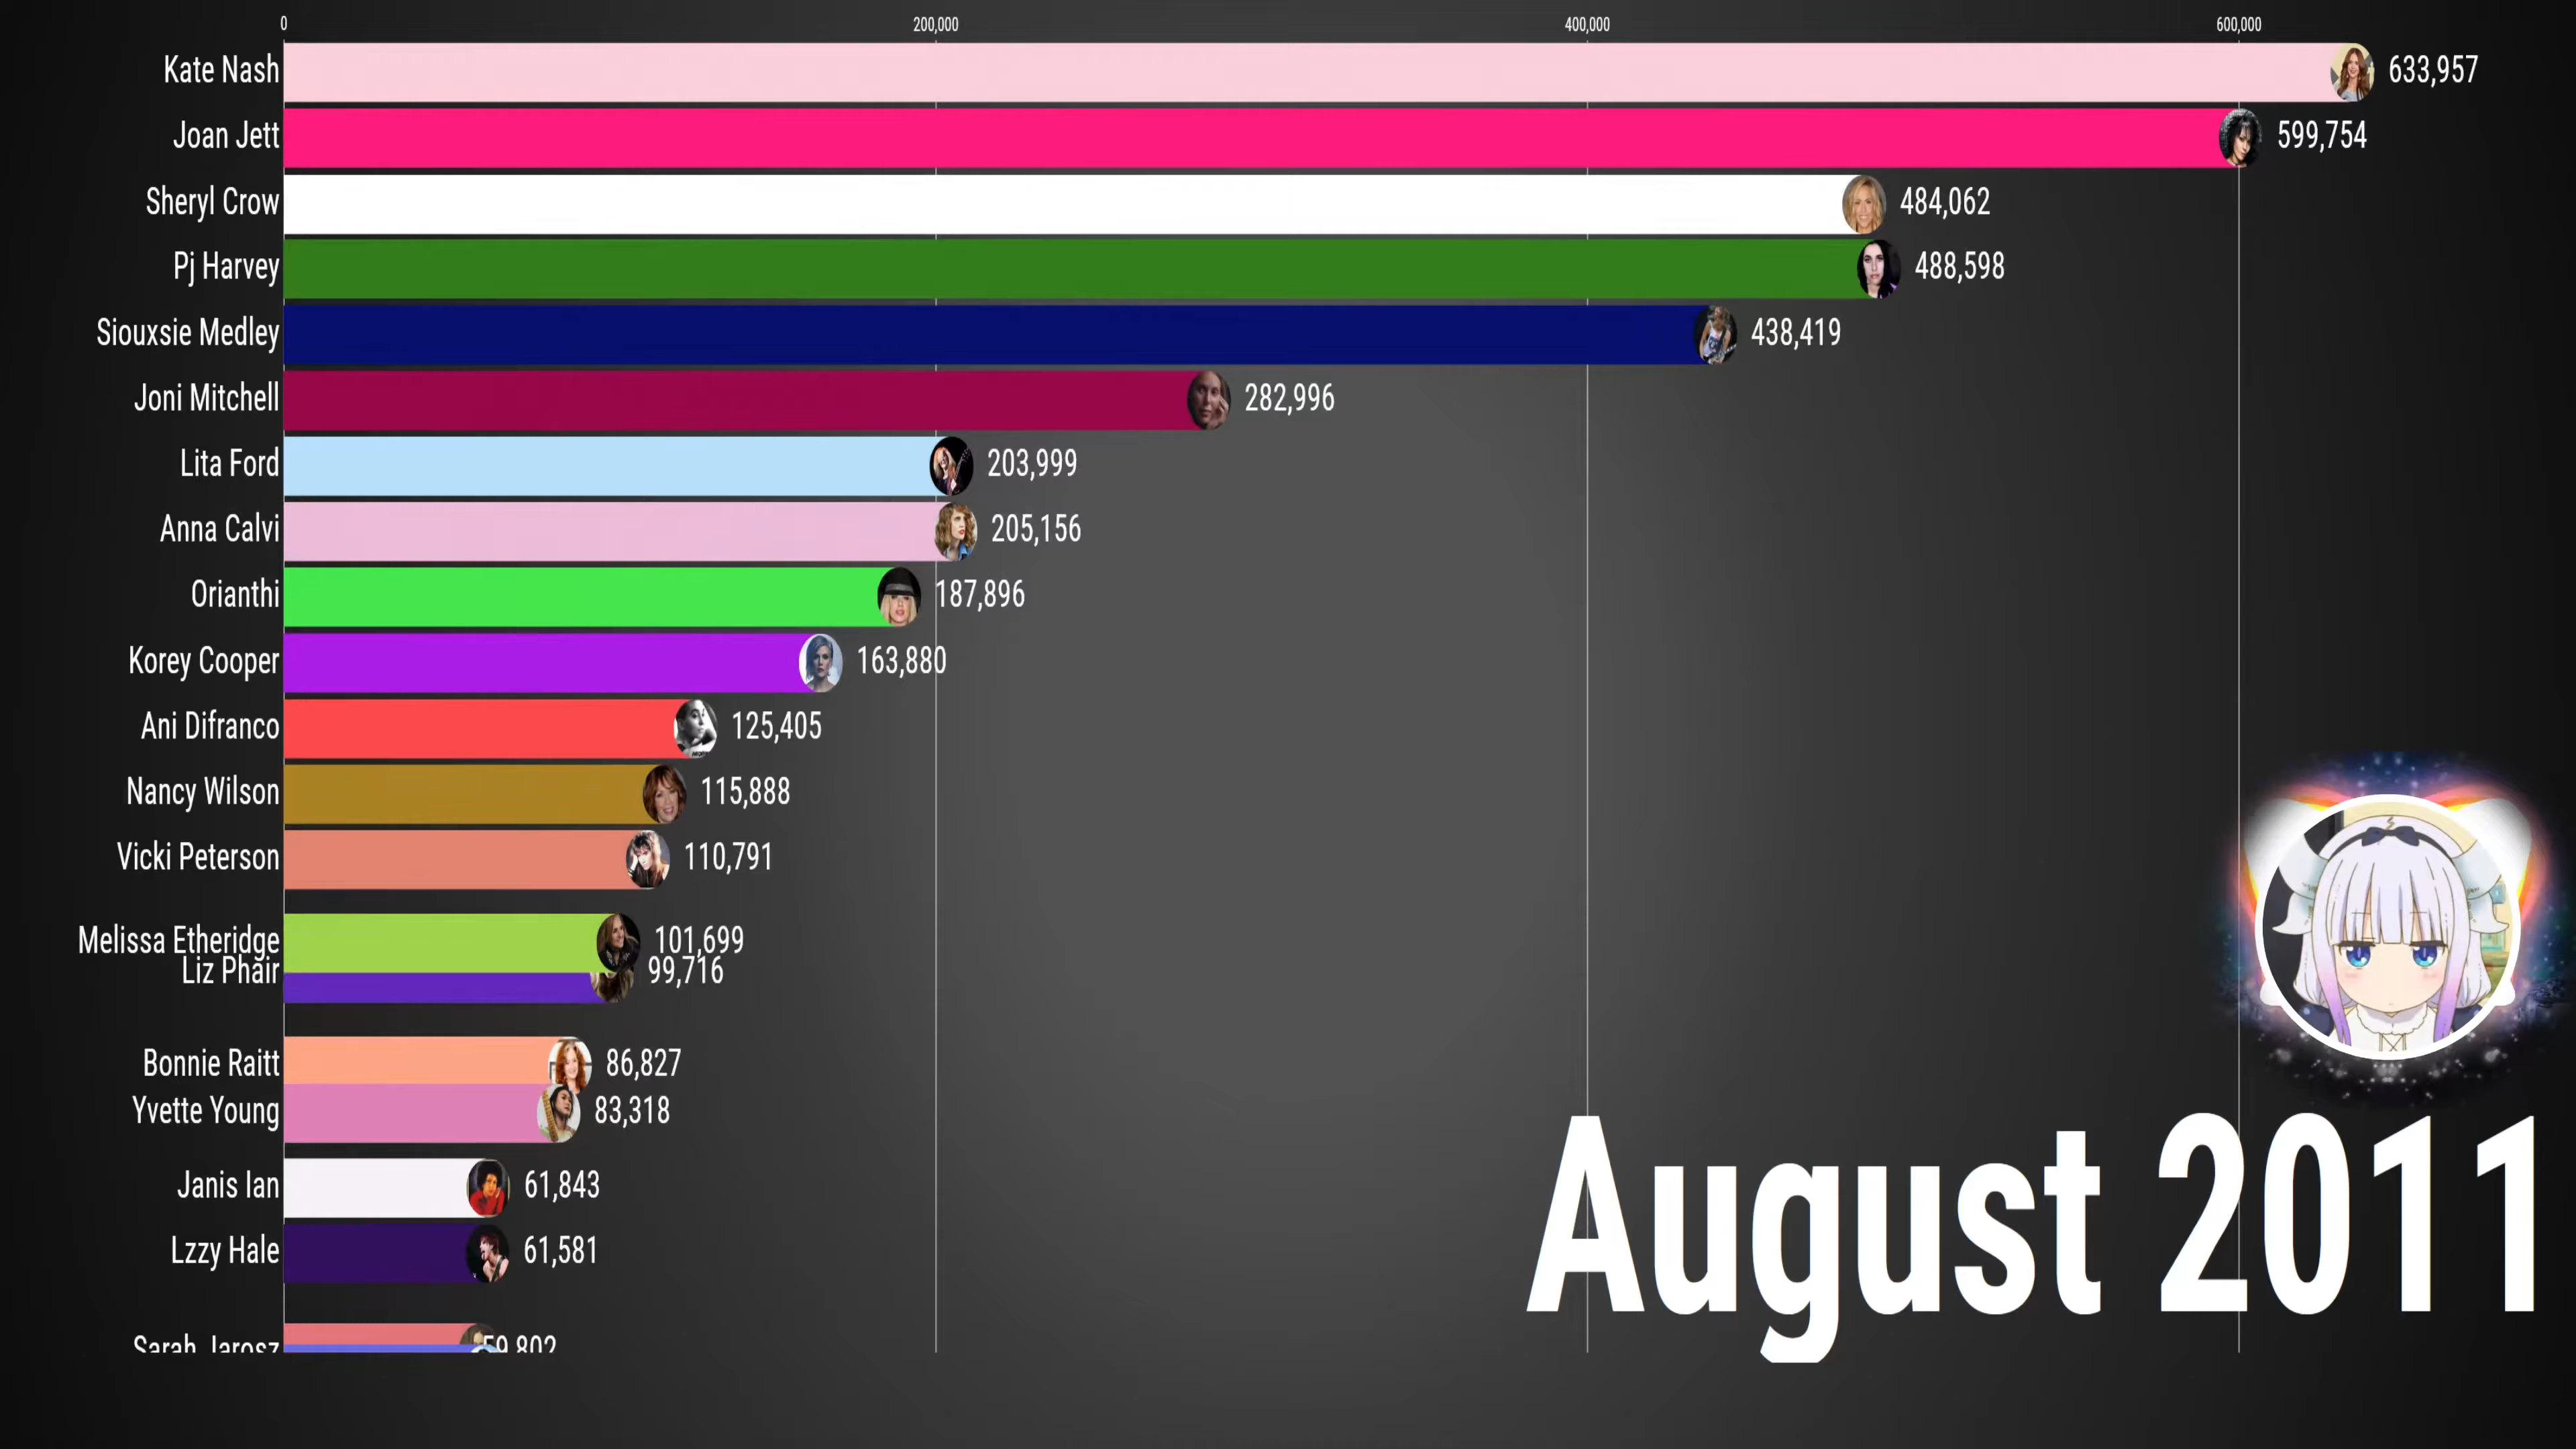 0 200,000 400,000 600,000
Kate Nash 633,957
Joan Jett 599,754
Sheryl Crow 484,062
Pj Harvey 488,598
Siouxsie Medley 438,419
Joni Mitchell 282,996
Lita Ford 203,999
Anna Calvi 205,156
Orianthi 187,896
Korey Cooper 163,880
Ani Difranco 125,405
Nancy Wilson 115,888
Vicki Peterson 110,791
Melissa Etheridge 101,699
Liz Phair 99,716
Bonnie Raitt 86,827
Yvette Young 83,318
Janis Ian 61,843
Lzzy Hale 61,581
Sarah Jarosz 59,802
August 2011